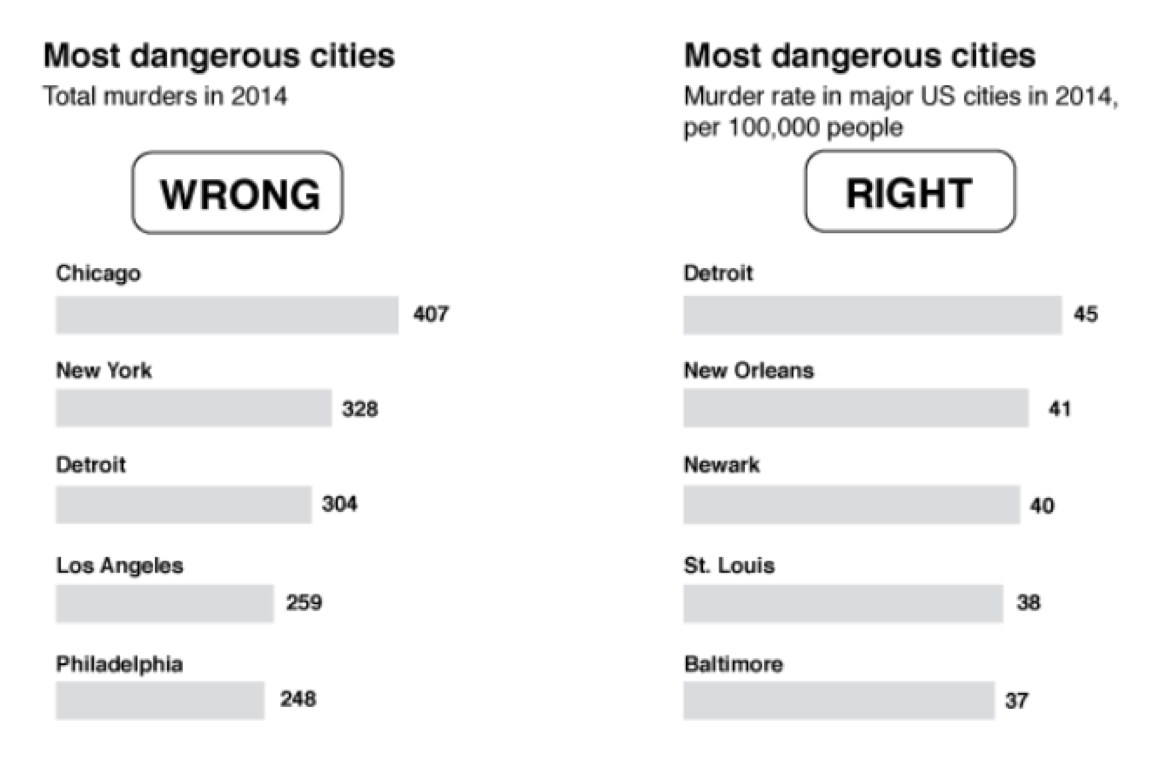 Most dangerous cities
Total murders in 2014
WRONG
Chicago
407
New York
328
Detroit
304
Los Angeles
259
Philadelphia
248
Most dangerous cities
Murder rate in major US cities in 2014,
per 100,000 people
RIGHT
Detroit
45
New Orleans
41
Newark
40
St. Louis
38
Baltimore
37